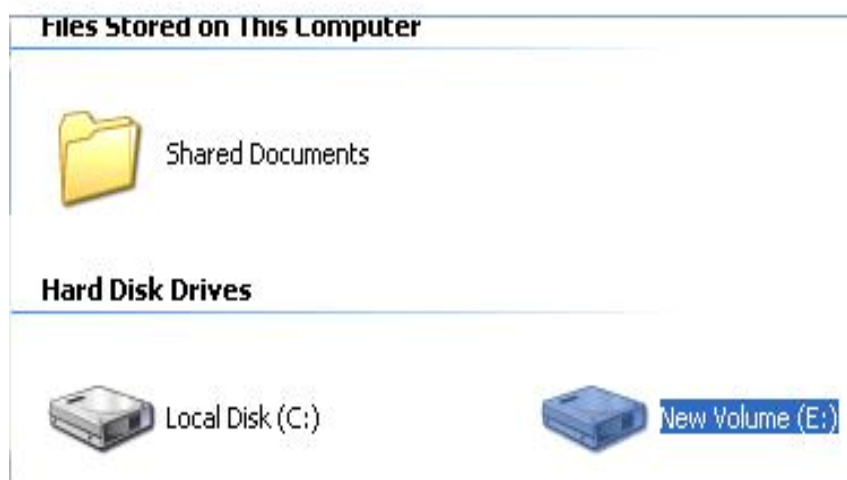 Files Stored on This Computer
Shared Documents
Hard Disk Drives
Local Disk (C:)
New Volume (E:)